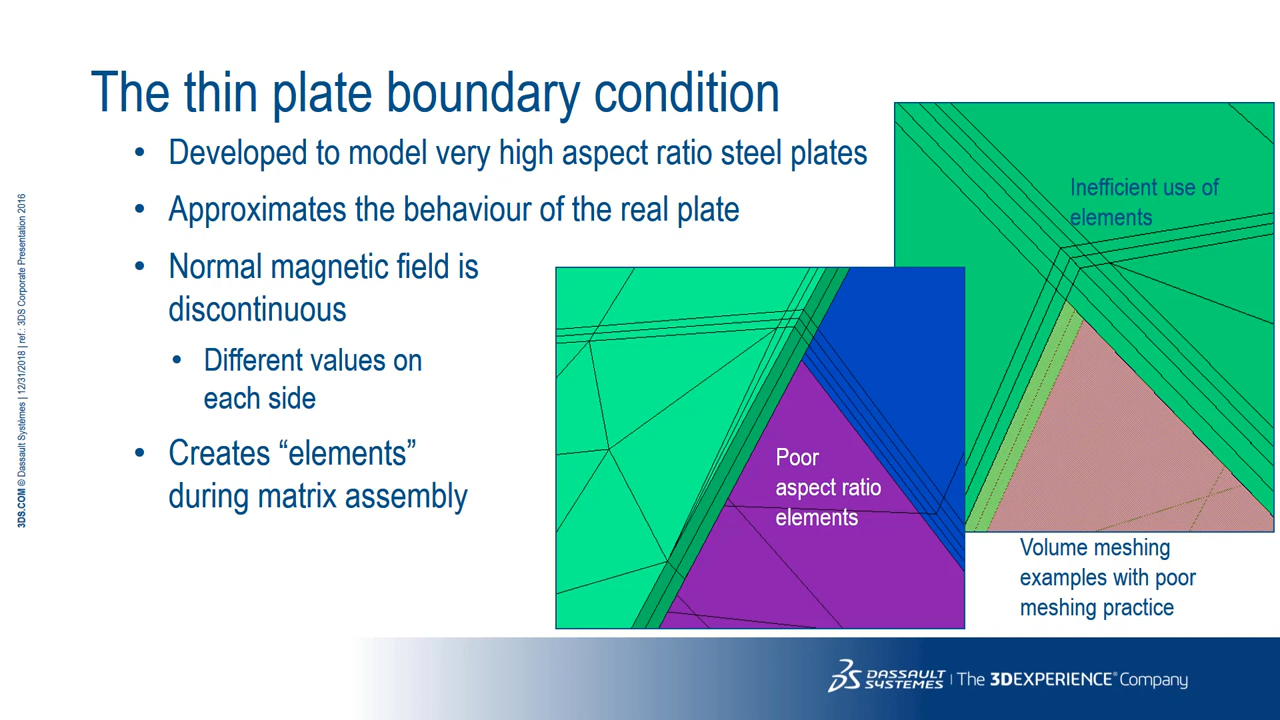 The thin plate boundary condition
• Developed to model very high aspect ratio steel plates
• Approximates the behaviour of the real plate
• Normal magnetic field is
discontinuous
• Different values on
each side
• Creates “elements”
during matrix assembly
Inefficient use of
elements
Poor
aspect ratio
elements
Volume meshing
examples with poor
meshing practice
3DS.COM © Dassault Systèmes | 12/31/2018 | ref.: 3DS Corporate Presentation 2016
DASSAULT
SYSTEMES | The 3DEXPERIENCE® Company